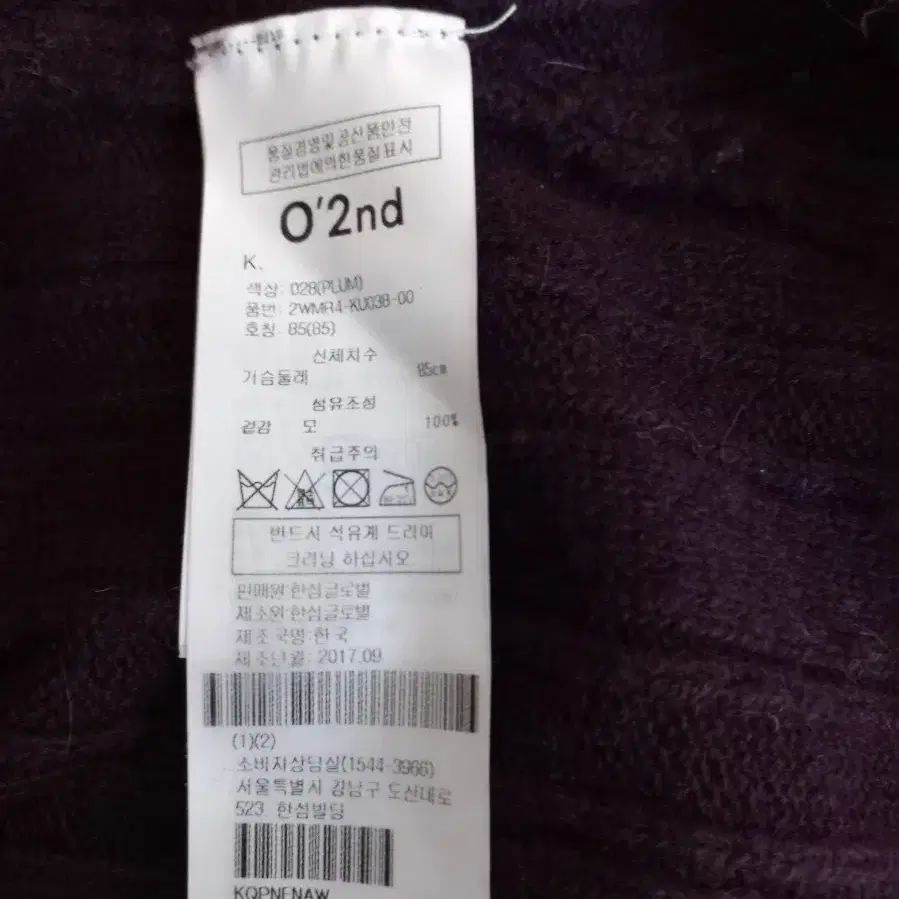 품질경영및공산품안전
관리법에의한품질표시
O'2nd
K.
색상: 028(PLUM)
품번: 2WMR4-KU038-00
호칭: 85(85)
신체치수
가슴둘레 85cm
섬유조성
겉감 모 100%
취급주의
반드시 석유계 드라이
크리닝 하십시오
판매원:한섬글로벌
제조원:한섬글로벌
제조국명:한국
제조년월: 2017.09
(1)(2)
소비자상담실(1544-3966)
서울특별시 강남구 도산대로
523 한섬빌딩
KQPNFNAW